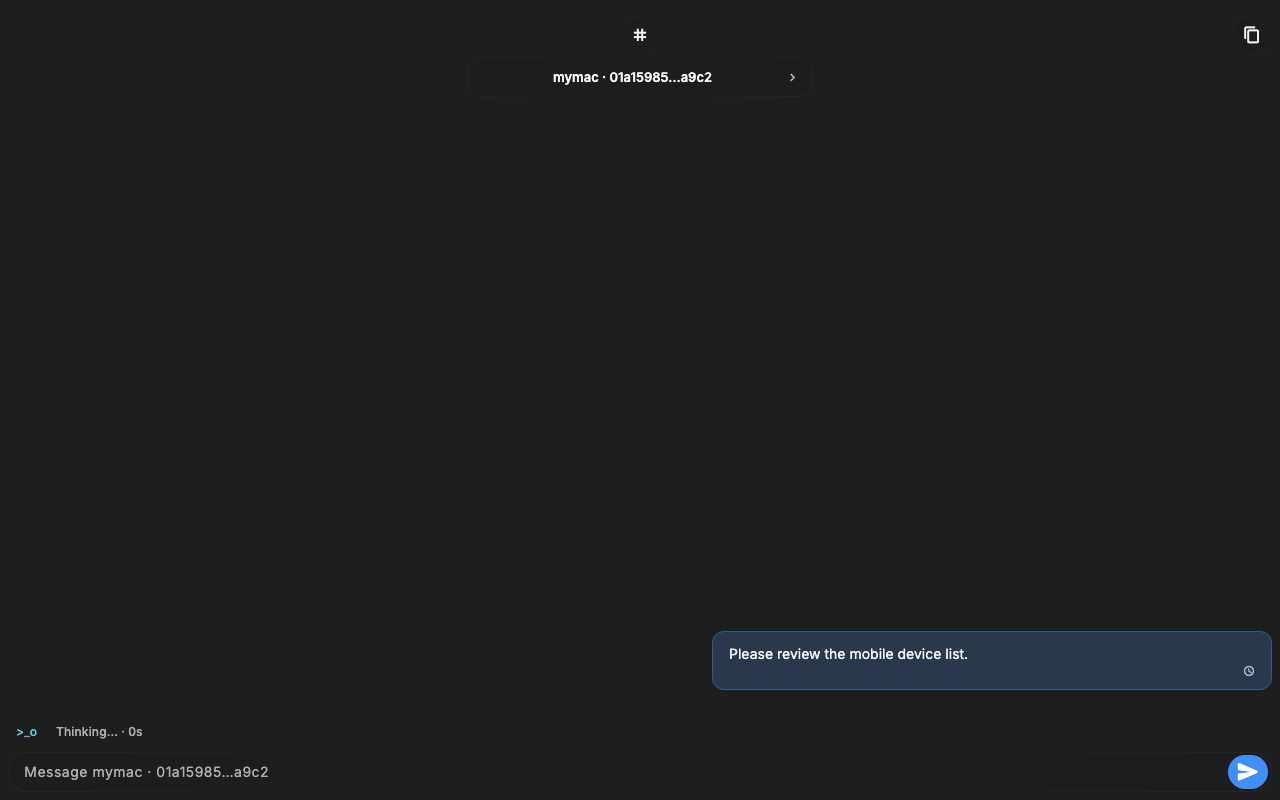 #
mymac · 01a15985…a9c2
Please review the mobile device list.
>_o Thinking… · 0s
Message mymac · 01a15985…a9c2